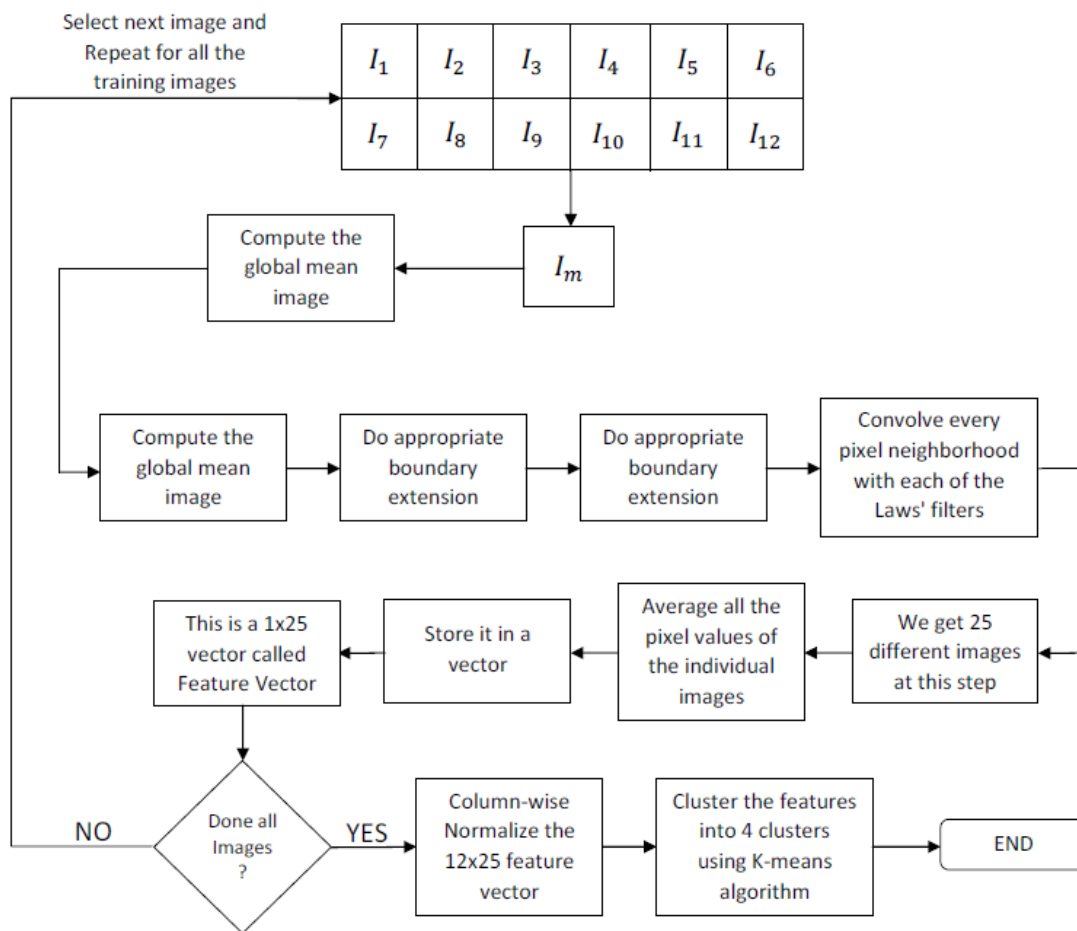 Select next image and
Repeat for all the
training images
I₁ I₂ I₃ I₄ I₅ I₆
I₇ I₈ I₉ I₁₀ I₁₁ I₁₂
Iₘ
Compute the
global mean
image
Compute the
global mean
image
Do appropriate
boundary
extension
Do appropriate
boundary
extension
Convolve every
pixel neighborhood
with each of the
Laws' filters
We get 25
different images
at this step
Average all the
pixel values of
the individual
images
Store it in a
vector
This is a 1x25
vector called
Feature Vector
Done all
Images
?
NO
YES
Column-wise
Normalize the
12x25 feature
vector
Cluster the features
into 4 clusters
using K-means
algorithm
END